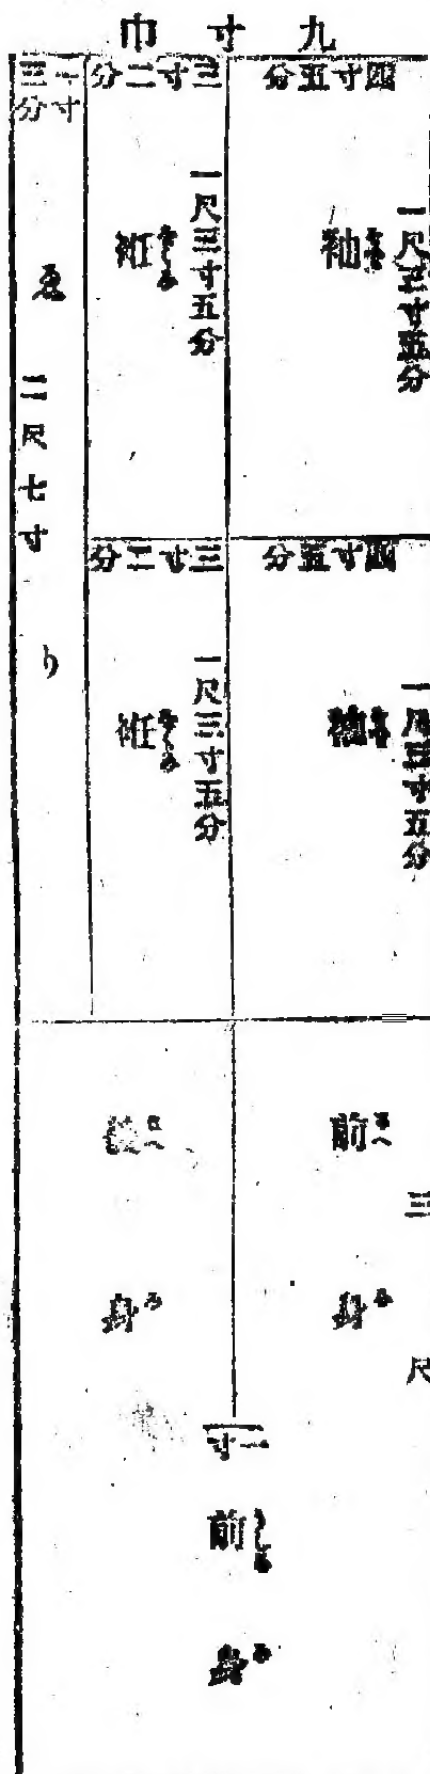 九寸巾
四寸五分
一尺三寸五分
袖
三寸二分
一尺三寸五分
衽
一寸三分
ゑり
二尺七寸
四寸五分
一尺三寸五分
袖
三寸二分
一尺三寸五分
衽
三尺
前身
身
一寸
前身